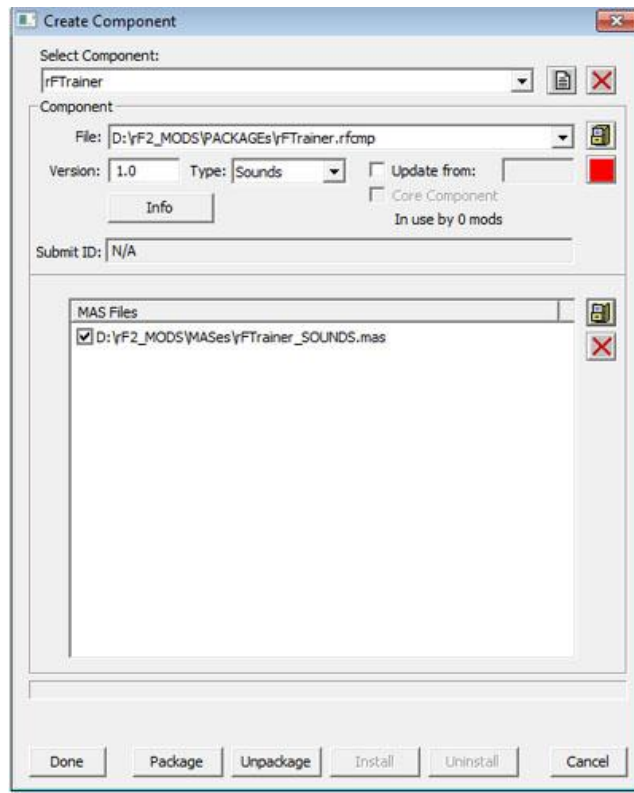 Create Component
Select Component:
rFTrainer
Component
File: D:\rF2_MODS\PACKAGEs\rFTrainer.rfcmp
Version: 1.0 Type: Sounds Update from:
Core Component
Info
In use by 0 mods
Submit ID: N/A
MAS Files
D:\rF2_MODS\MASes\rFTrainer_SOUNDS.mas
Done Package Unpackage Install Uninstall Cancel